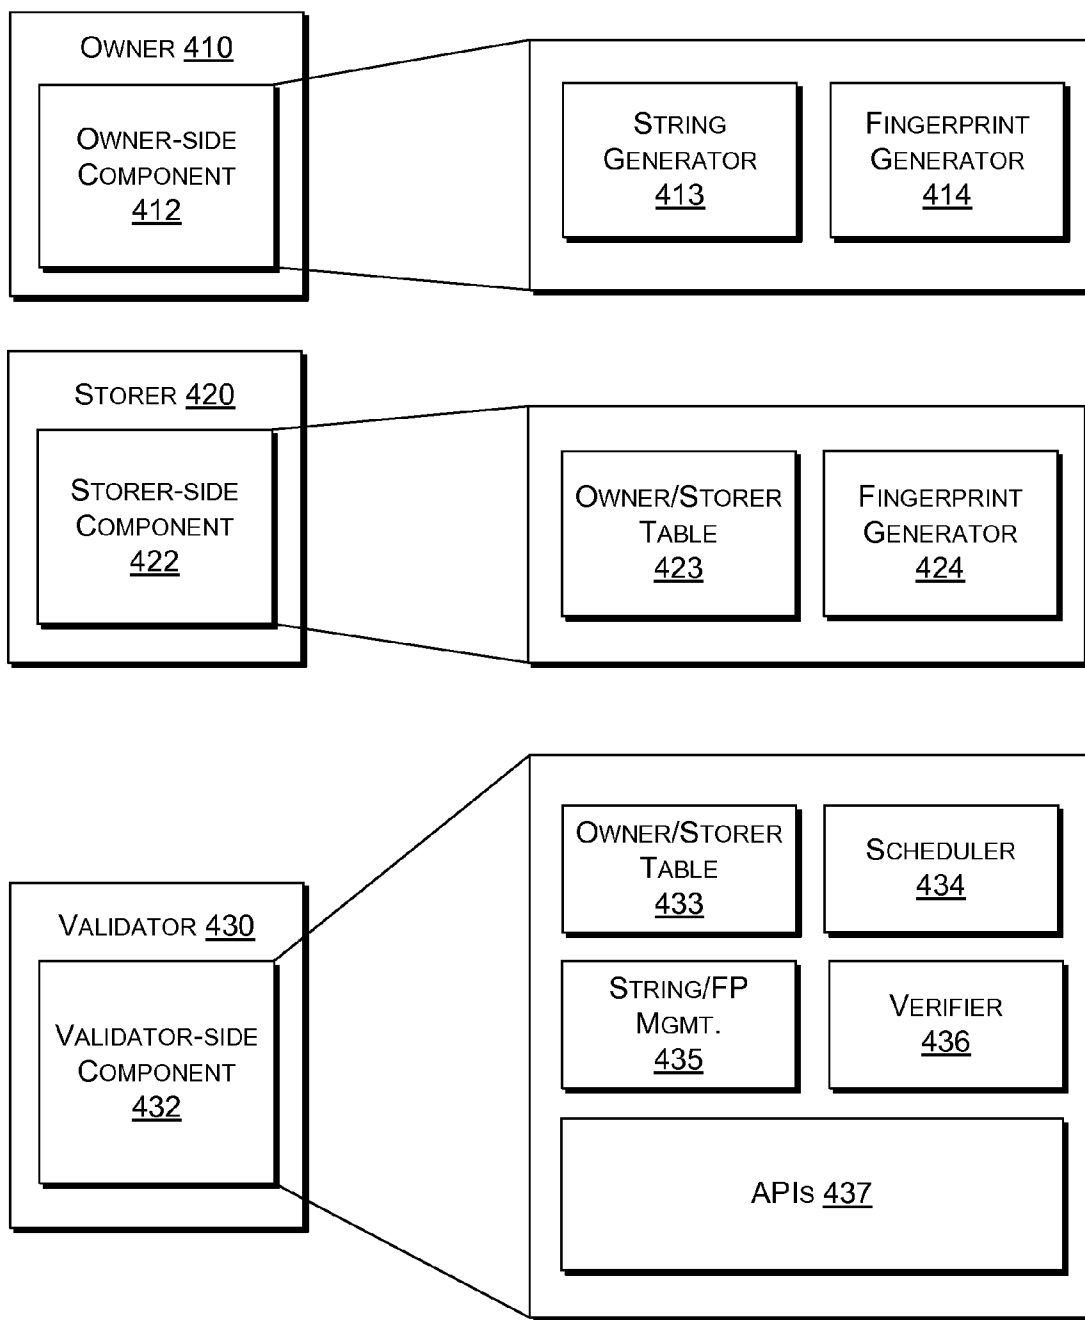 OWNER 410
OWNER-SIDE
COMPONENT
412
STRING
GENERATOR
413
FINGERPRINT
GENERATOR
414
STORER 420
STORER-SIDE
COMPONENT
422
OWNER/STORER
TABLE
423
FINGERPRINT
GENERATOR
424
VALIDATOR 430
VALIDATOR-SIDE
COMPONENT
432
OWNER/STORER
TABLE
433
SCHEDULER
434
STRING/FP
MGMT.
435
VERIFIER
436
APIS 437